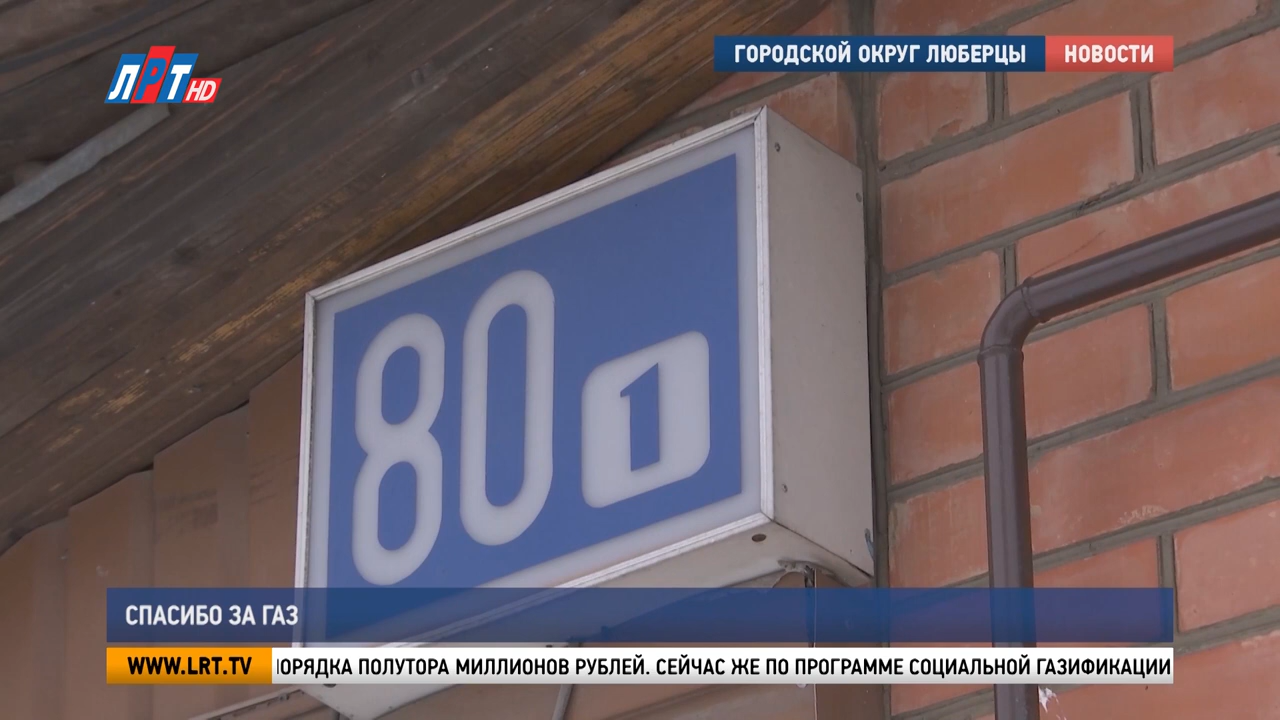 ЛРТ HD
ГОРОДСКОЙ ОКРУГ ЛЮБЕРЦЫ НОВОСТИ
80 1
СПАСИБО ЗА ГАЗ
WWW.LRT.TV ПОРЯДКА ПОЛУТОРА МИЛЛИОНОВ РУБЛЕЙ. СЕЙЧАС ЖЕ ПО ПРОГРАММЕ СОЦИАЛЬНОЙ ГАЗИФИКАЦИИ